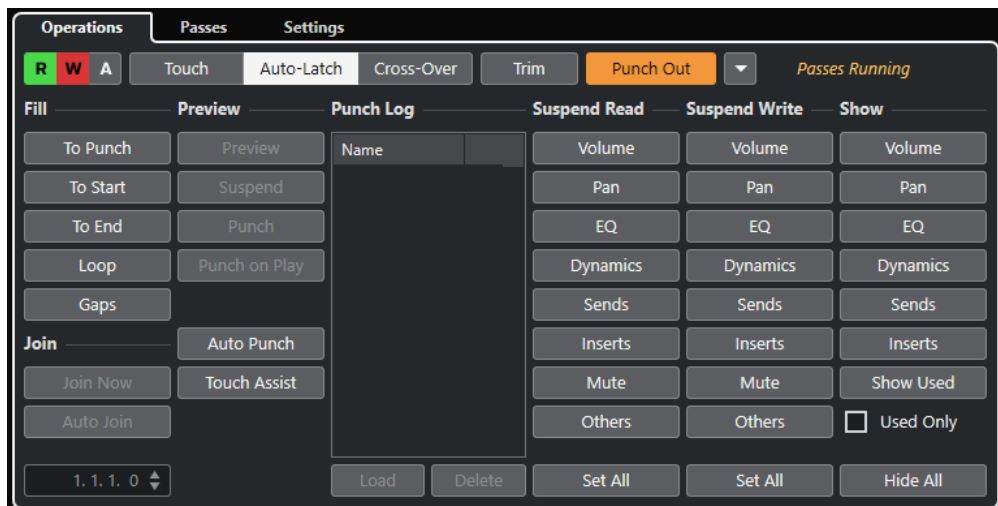 Operations Passes Settings
R W A Touch Auto-Latch Cross-Over Trim Punch Out Passes Running
Fill Preview Punch Log Suspend Read Suspend Write Show
To Punch Preview Name Volume Volume Volume
To Start Suspend Pan Pan Pan
To End Punch EQ EQ EQ
Loop Punch on Play Dynamics Dynamics Dynamics
Gaps Sends Sends Sends
Join Auto Punch Inserts Inserts Inserts
Join Now Touch Assist Mute Mute Show Used
Auto Join Others Others Used Only
1. 1. 1. 0 Load Delete Set All Set All Hide All